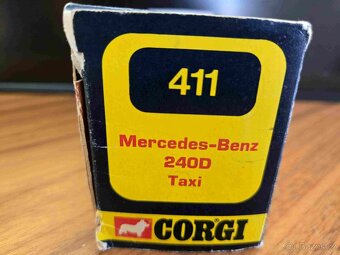 411
Mercedes-Benz
240D
Taxi
CORGI